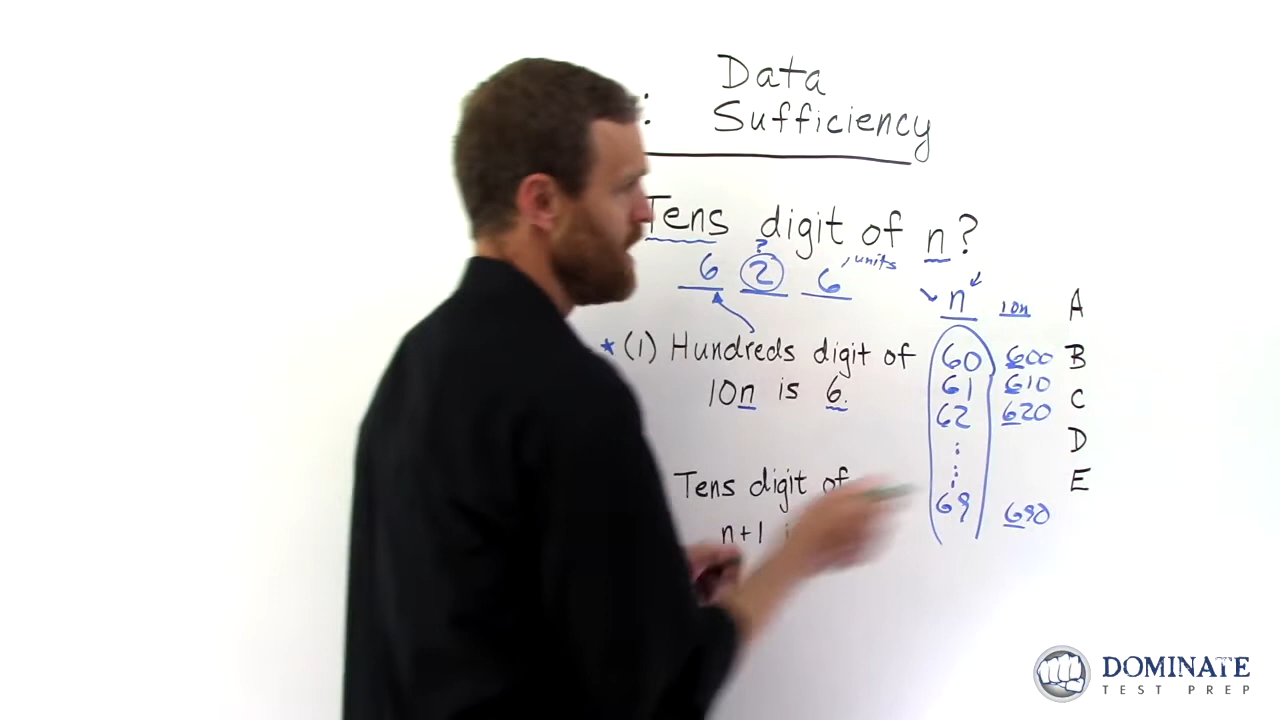 : Data
Sufficiency
Tens digit of n?
?
6 2 6 , units
n 10n A
* (1) Hundreds digit of
10n is 6.
60 600 B
61 610
62 620 C
D
E
69 690
Tens digit of
n+1
DOMINATE
TEST PREP